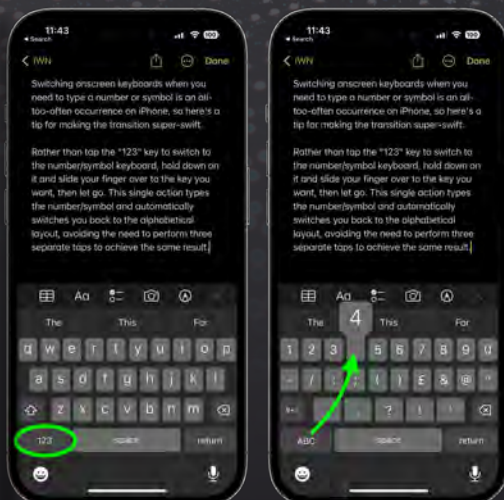 11:43
Search
100
iWN
Done
Switching onscreen keyboards when you
need to type a number or symbol is an all-
too-often occurrence on iPhone, so here's a
tip for making the transition super-swift.
Rather than tap the "123" key to switch to
the number/symbol keyboard, hold down on
it and slide your finger over to the key you
want, then let go. This single action types
the number/symbol and automatically
switches you back to the alphabetical
layout, avoiding the need to perform three
separate taps to achieve the same result.
Aa
The
This
For
q w e r t y u i o p
a s d f g h j k l
z x c v b n m
123
space
return
11:43
Search
100
iWN
Done
Switching onscreen keyboards when you
need to type a number or symbol is an all-
too-often occurrence on iPhone, so here's a
tip for making the transition super-swift.
Rather than tap the "123" key to switch to
the number/symbol keyboard, hold down on
it and slide your finger over to the key you
want, then let go. This single action types
the number/symbol and automatically
switches you back to the alphabetical
layout, avoiding the need to perform three
separate taps to achieve the same result.
Aa
The
This
For
1 2 3 4 5 6 7 8 9 0
- / : ; ( ) £ & @ "
#+= . , ? ! '
ABC
space
return